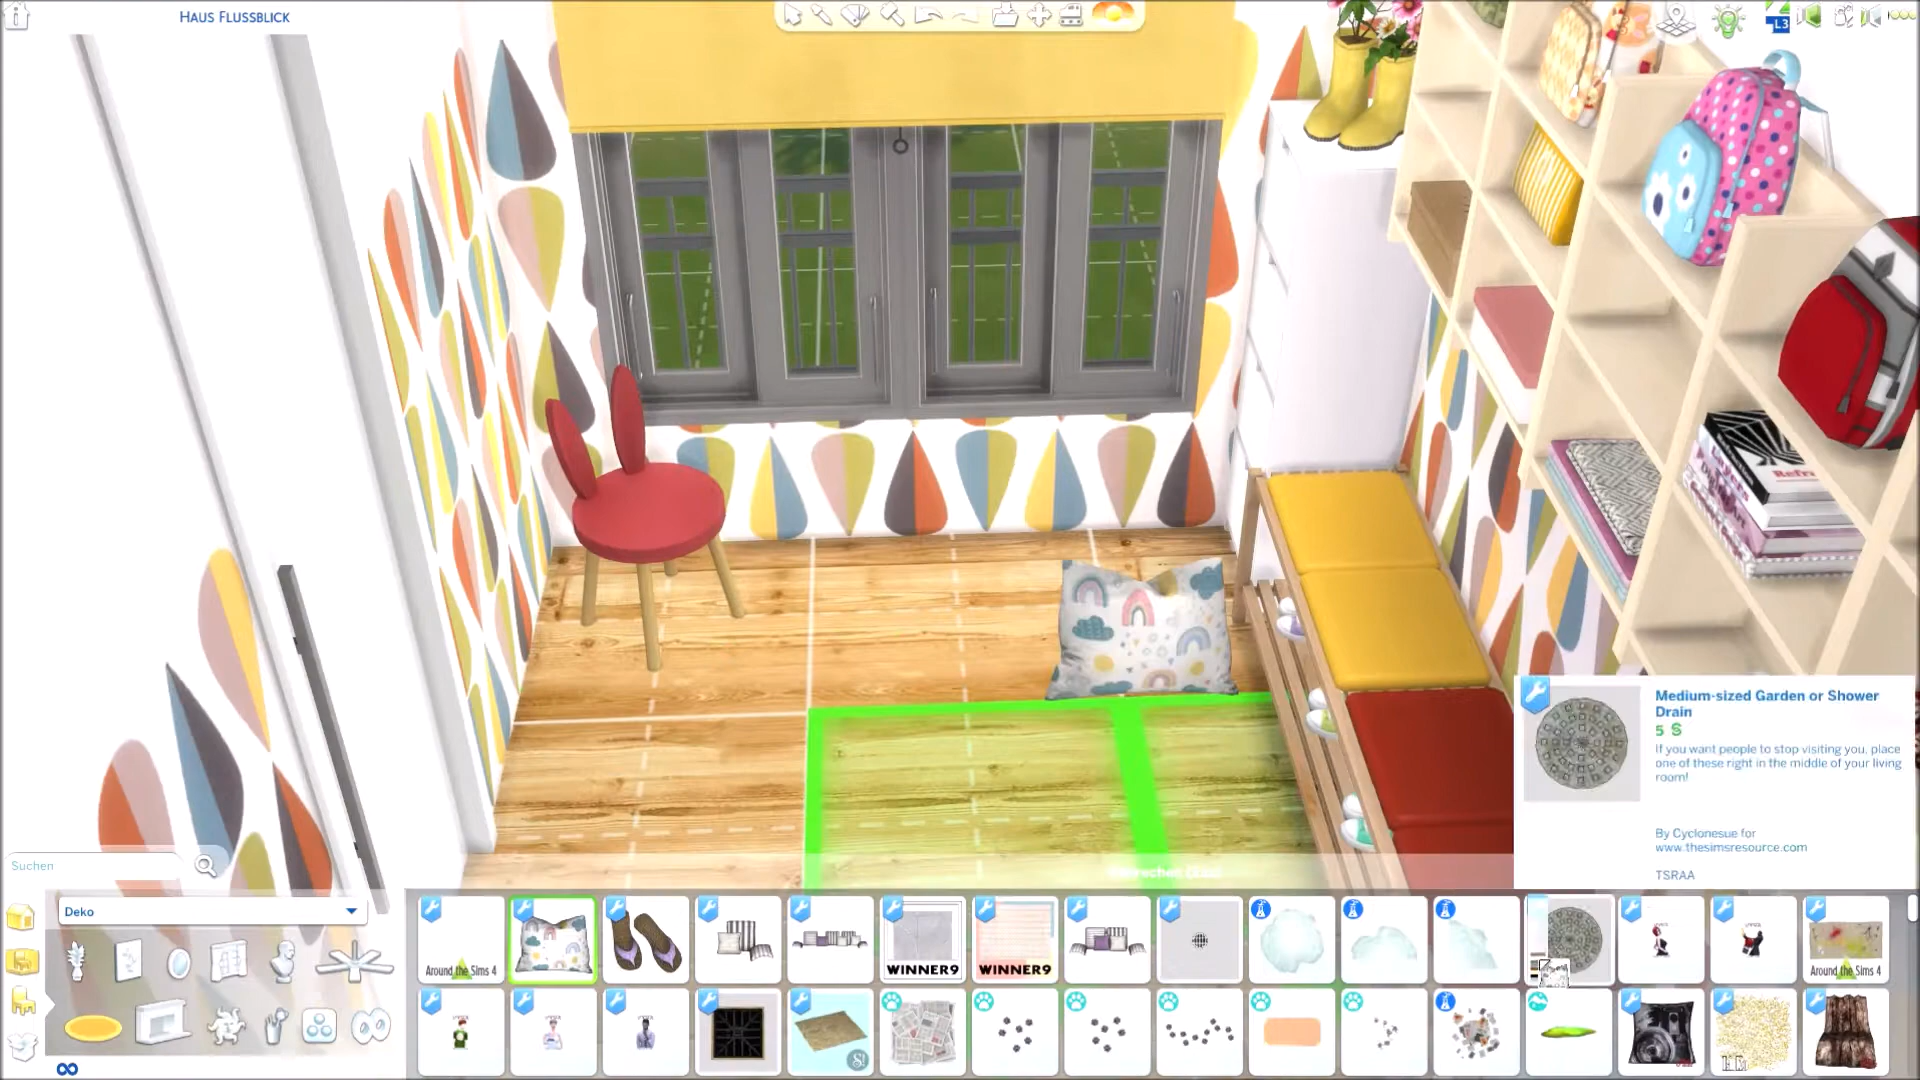 HAUS FLUSSBLICK
L3
Refr
Medium-sized Garden or Shower
Drain
5 §
If you want people to stop visiting you, place
one of these right in the middle of your living
room!
By Cyclonesue for
www.thesimsresource.com
TSRAA
Suchen
Deko
Around the Sims 4
WINNER9
WINNER9
Around the Sims 4